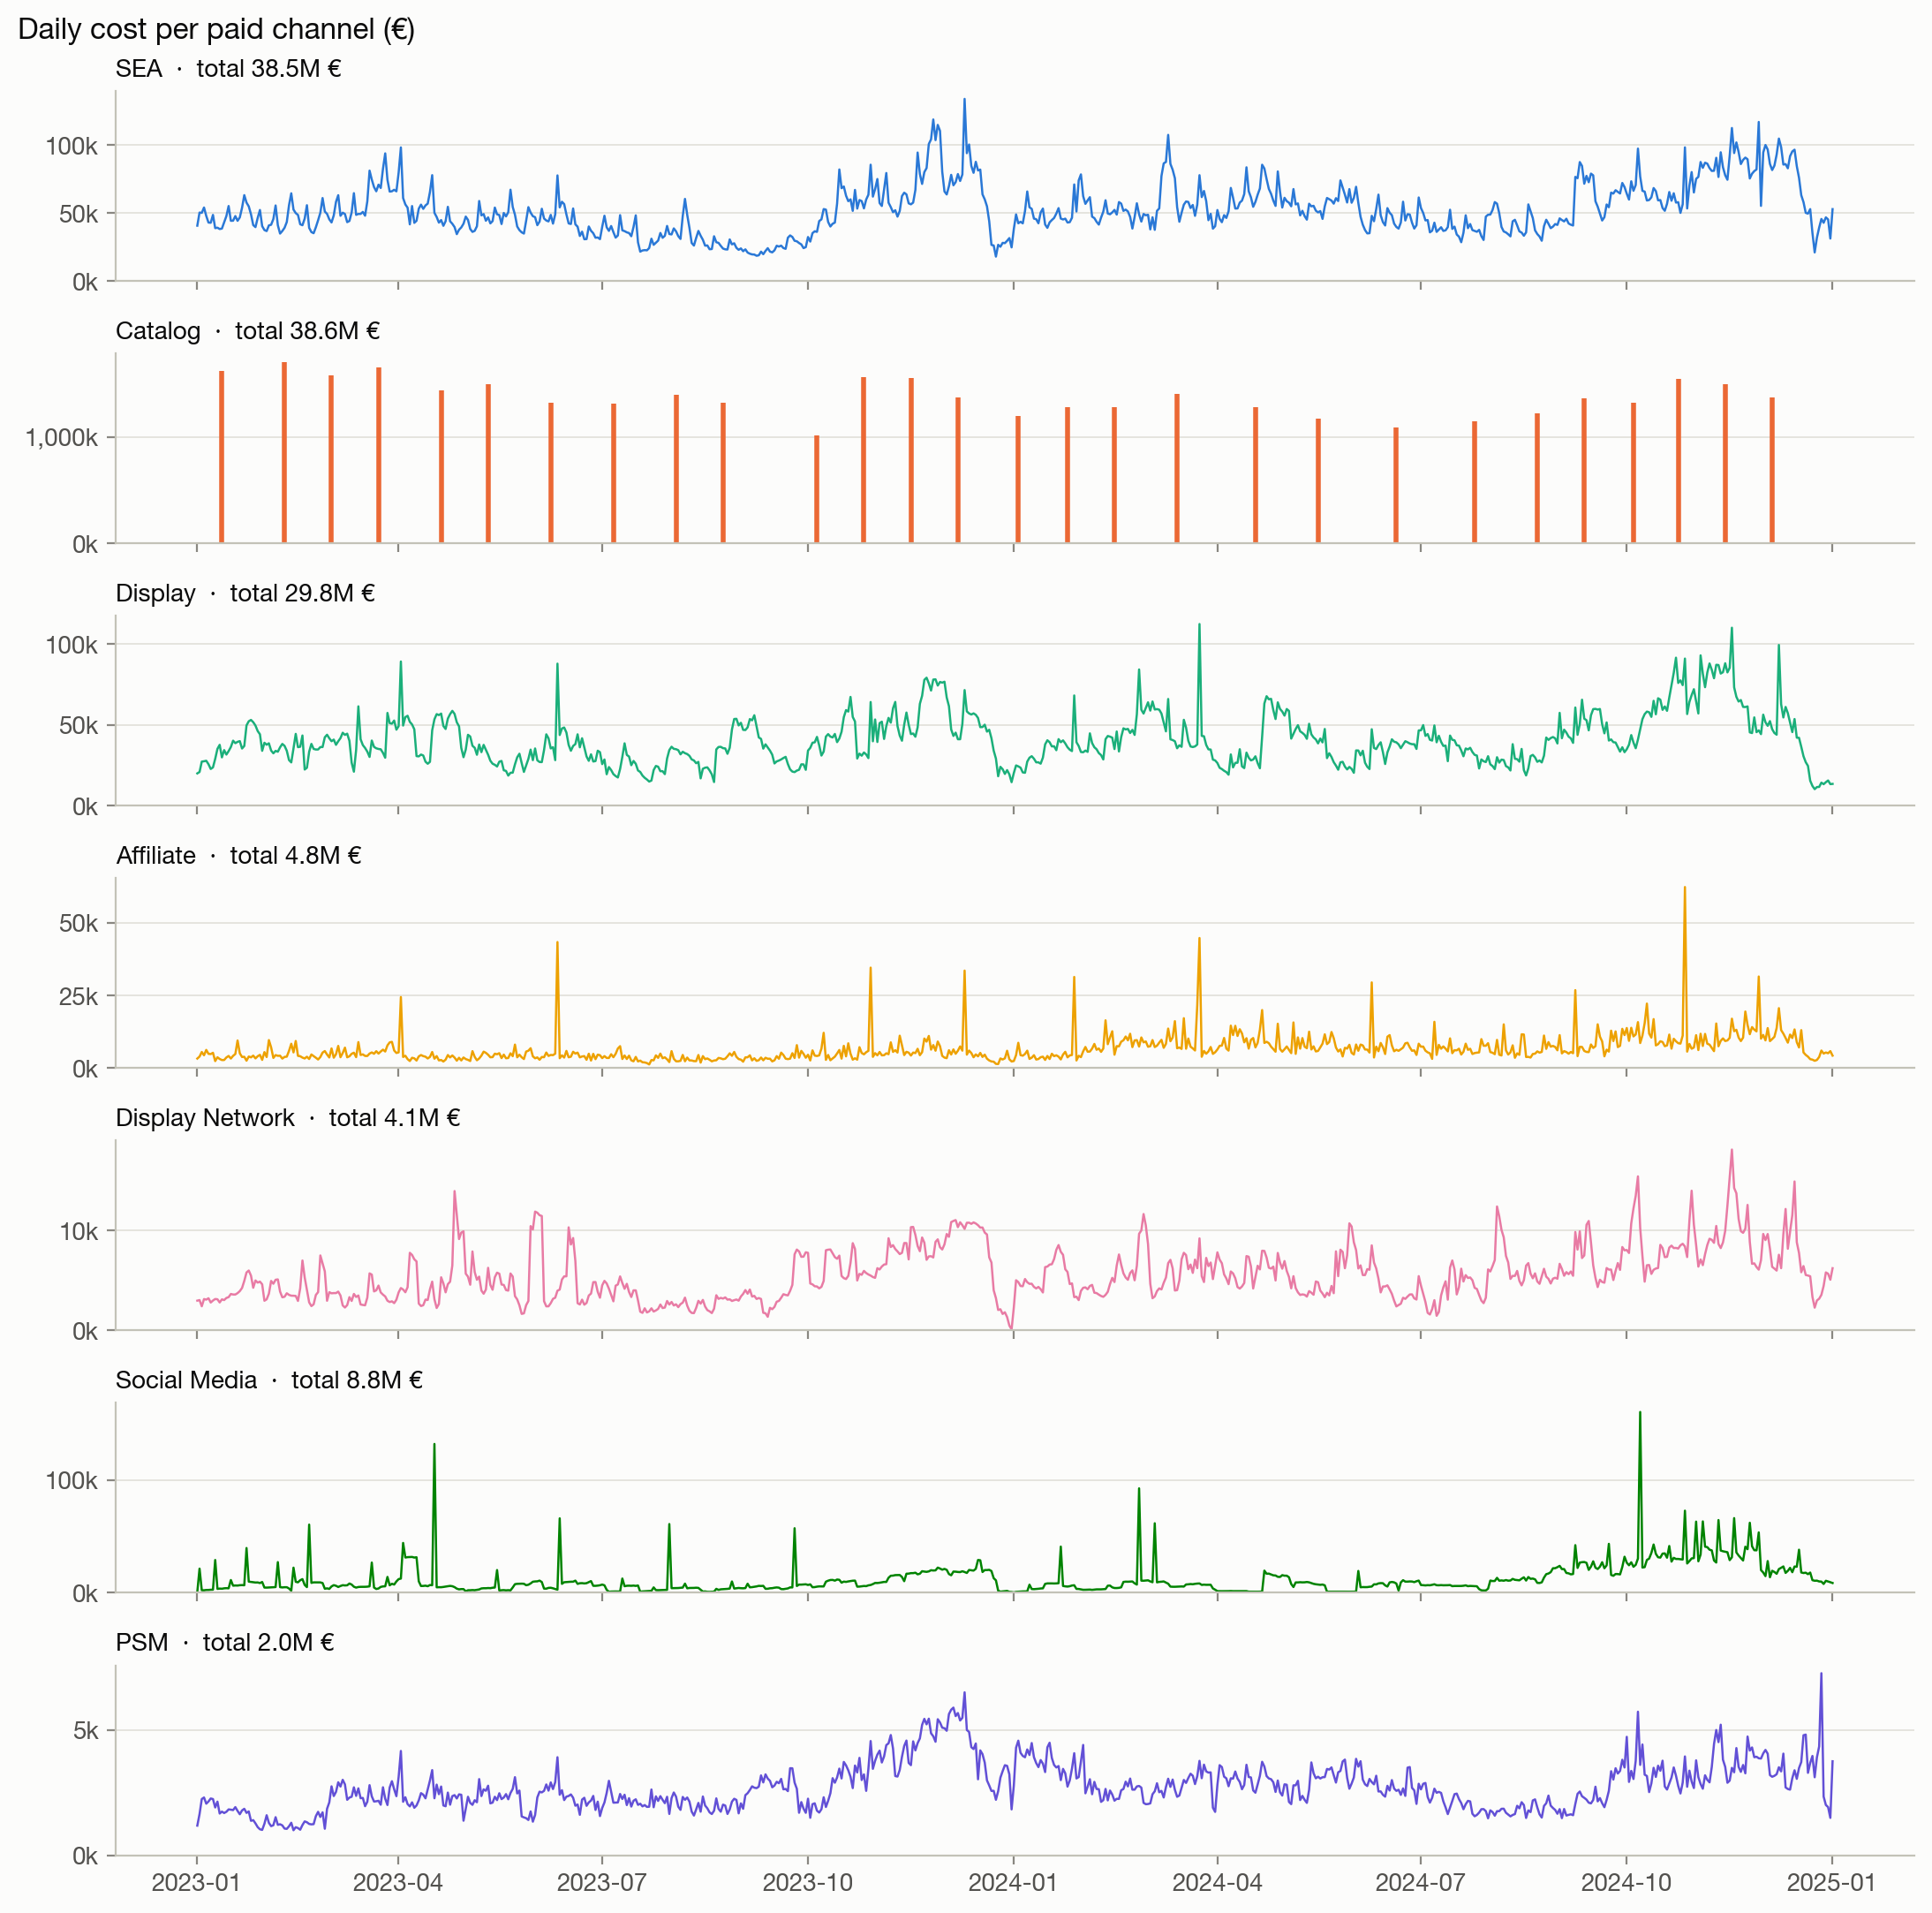 Daily cost per paid channel (€)
SEA · total 38.5M €
100k
50k
0k
Catalog · total 38.6M €
1,000k
0k
Display · total 29.8M €
100k
50k
0k
Affiliate · total 4.8M €
50k
25k
0k
Display Network · total 4.1M €
10k
0k
Social Media · total 8.8M €
100k
0k
PSM · total 2.0M €
5k
0k
2023-01 2023-04 2023-07 2023-10 2024-01 2024-04 2024-07 2024-10 2025-01